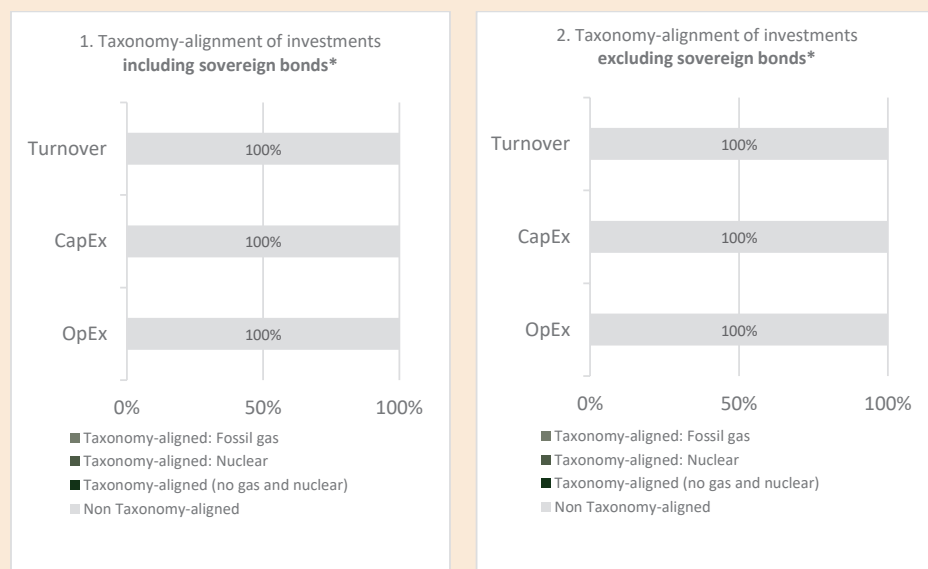 1. Taxonomy-alignment of investments
including sovereign bonds*
Turnover
100%
CapEx
100%
OpEx
100%
0%
50%
100%
Taxonomy-aligned: Fossil gas
Taxonomy-aligned: Nuclear
Taxonomy-aligned (no gas and nuclear)
Non Taxonomy-aligned
2. Taxonomy-alignment of investments
excluding sovereign bonds*
Turnover
100%
CapEx
100%
OpEx
100%
0%
50%
100%
Taxonomy-aligned: Fossil gas
Taxonomy-aligned: Nuclear
Taxonomy-aligned (no gas and nuclear)
Non Taxonomy-aligned